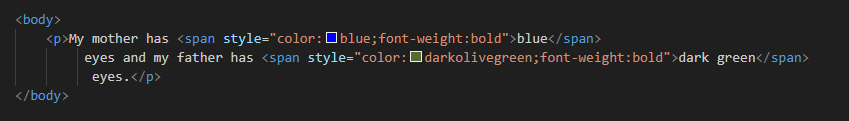 <body>
<p>My mother has <span style="color:blue;font-weight:bold">blue</span>
eyes and my father has <span style="color:darkolivegreen;font-weight:bold">dark green</span>
eyes.</p>
</body>